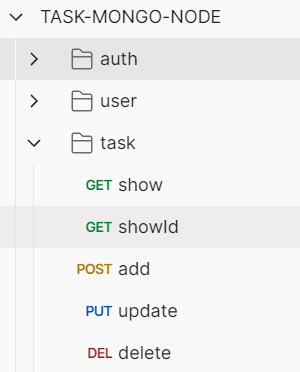 TASK-MONGO-NODE
auth
user
task
GET show
GET showId
POST add
PUT update
DEL delete